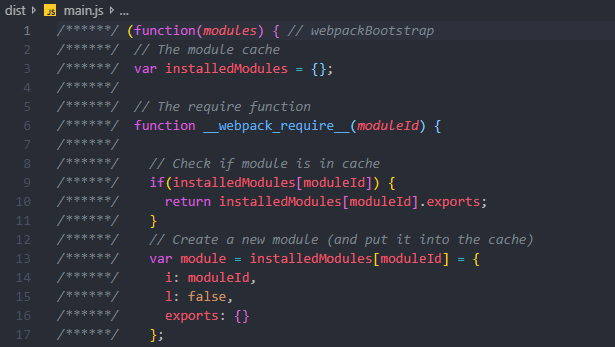 dist > JS main.js > ...
1 /******/ (function(modules) { // webpackBootstrap
2 /******/ 	// The module cache
3 /******/ 	var installedModules = {};
4 /******/
5 /******/ 	// The require function
6 /******/ 	function __webpack_require__(moduleId) {
7 /******/
8 /******/ 		// Check if module is in cache
9 /******/ 		if(installedModules[moduleId]) {
10 /******/ 			return installedModules[moduleId].exports;
11 /******/ 		}
12 /******/ 		// Create a new module (and put it into the cache)
13 /******/ 		var module = installedModules[moduleId] = {
14 /******/ 			i: moduleId,
15 /******/ 			l: false,
16 /******/ 			exports: {}
17 /******/ 		};